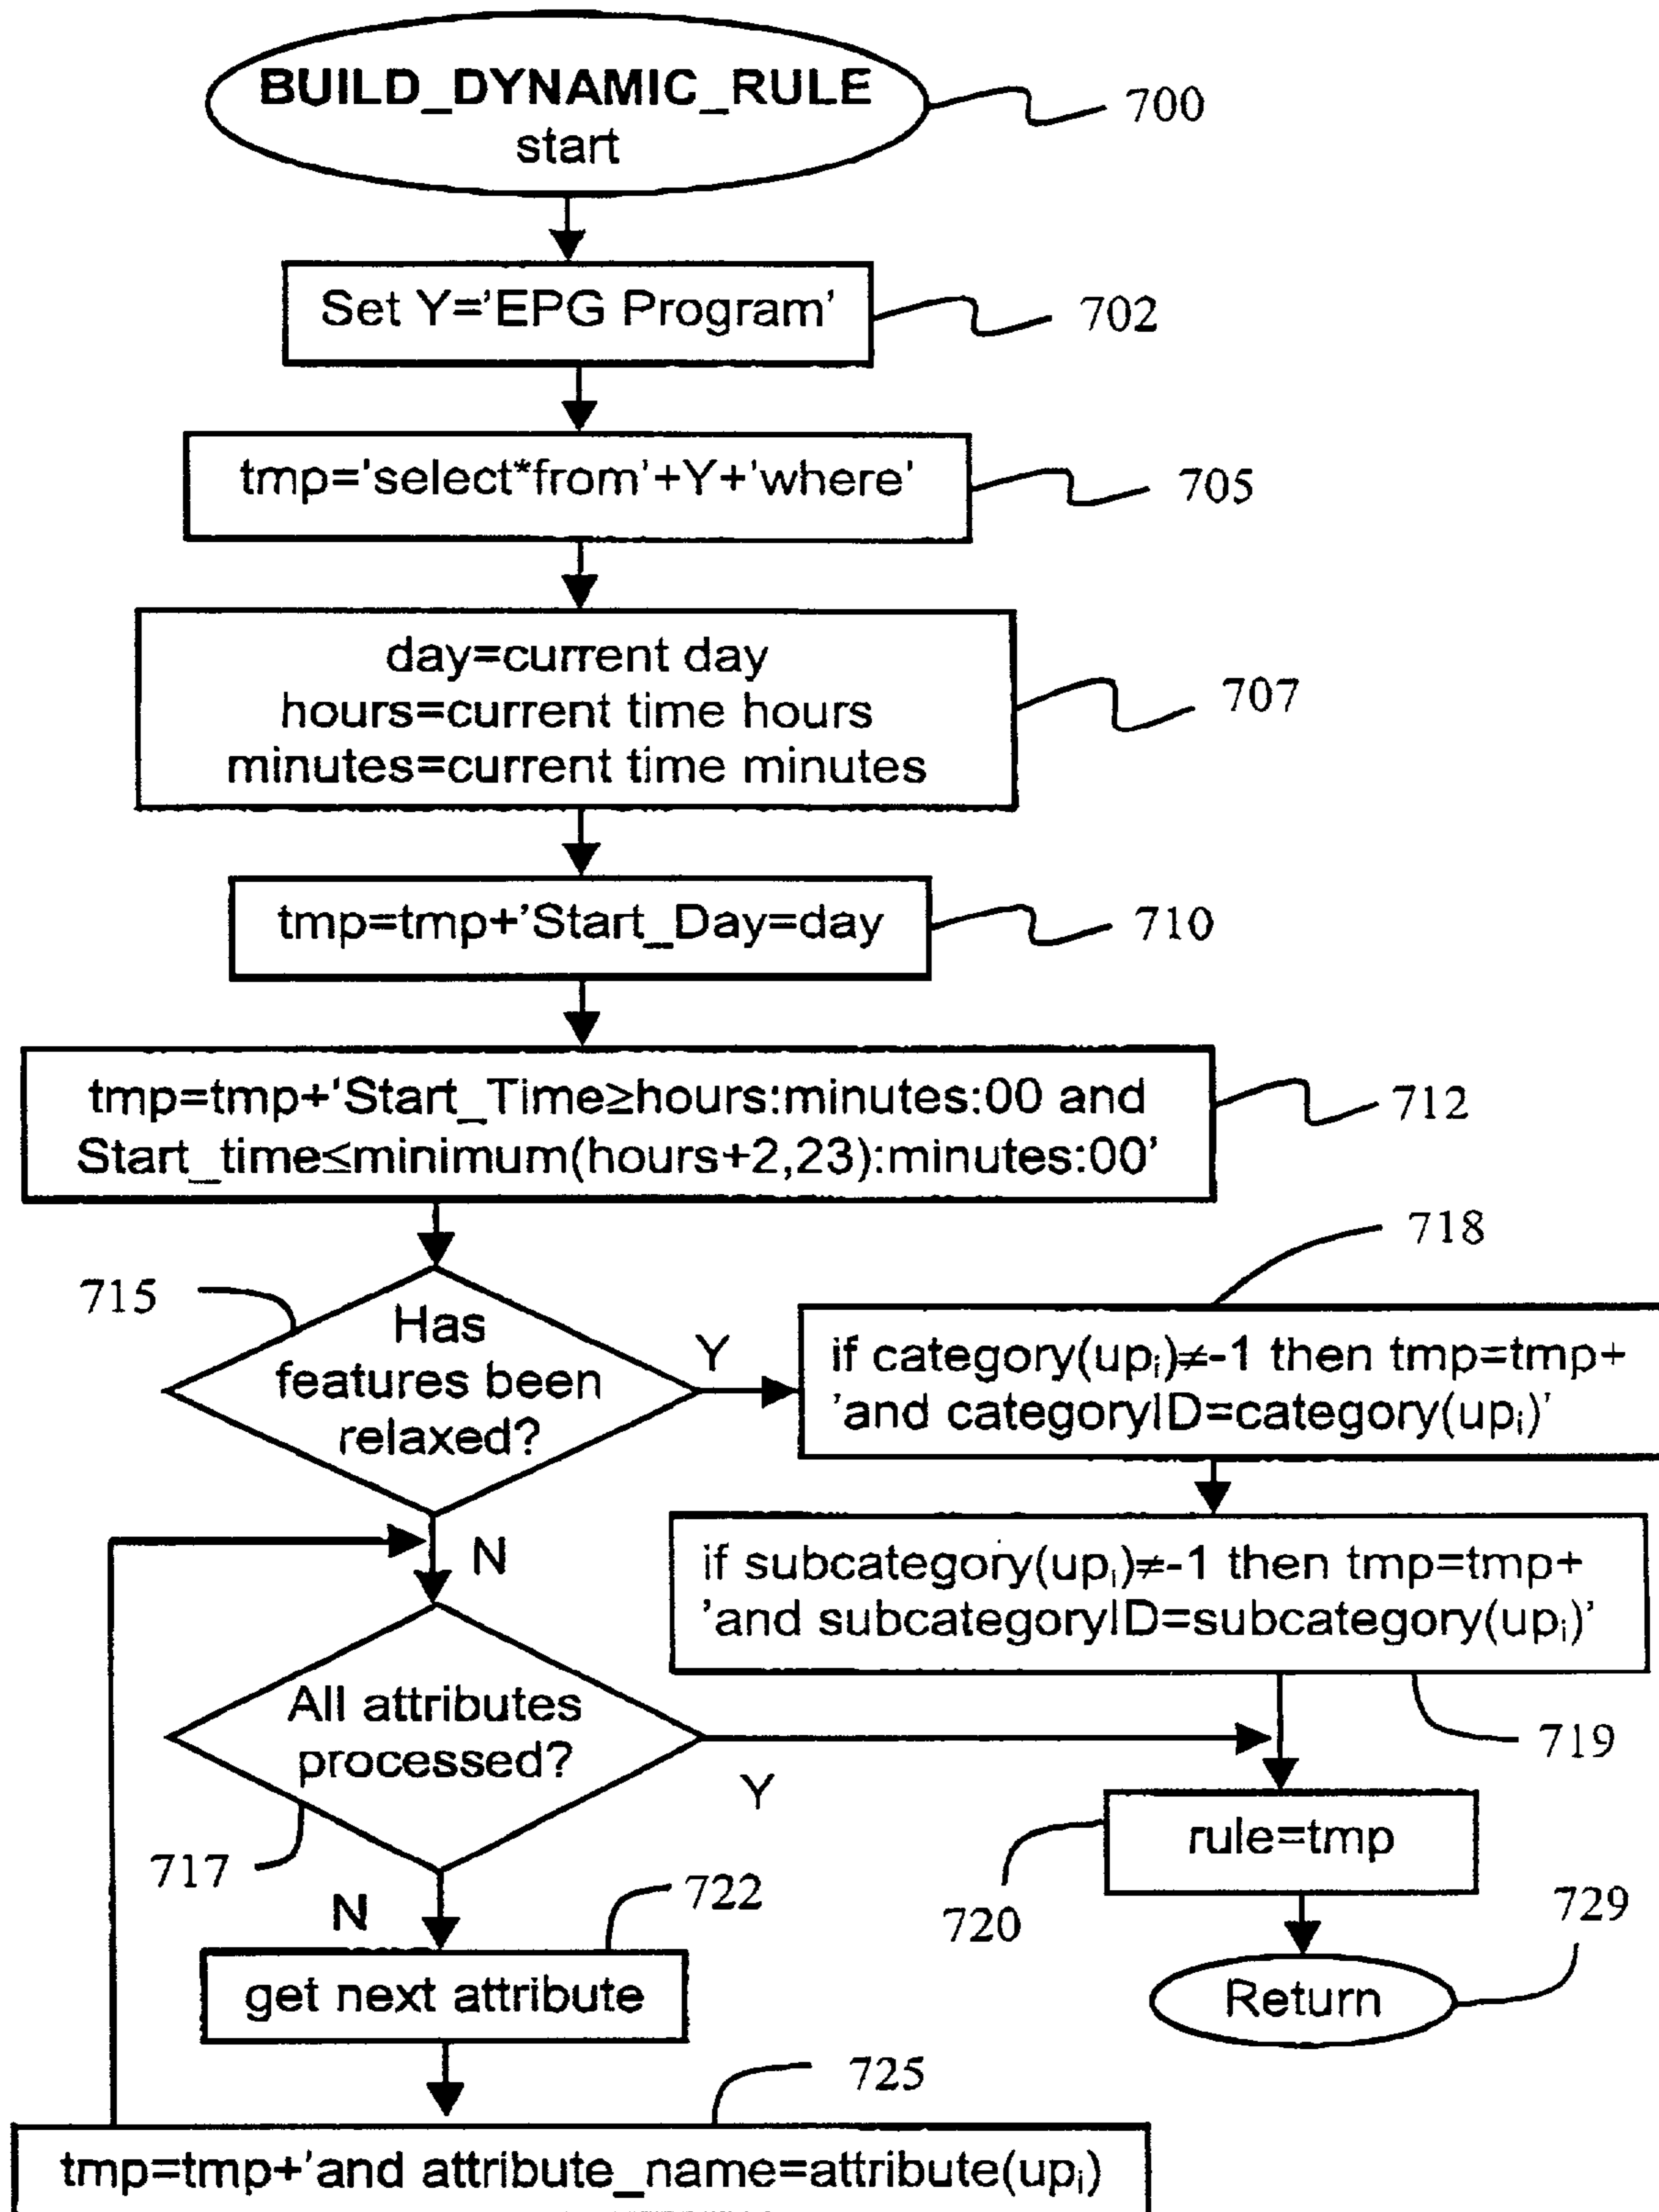 BUILD_DYNAMIC_RULE
start
700
Set Y='EPG Program'
702
tmp='select*from'+Y+'where'
705
day=current day
hours=current time hours
minutes=current time minutes
707
tmp=tmp+'Start_Day=day
710
tmp=tmp+'Start_Time≥hours:minutes:00 and
Start_time≤minimum(hours+2,23):minutes:00'
712
715
Has
features been
relaxed?
Y
718
if category(upᵢ)≠-1 then tmp=tmp+
'and categoryID=category(upᵢ)'
N
if subcategory(upᵢ)≠-1 then tmp=tmp+
'and subcategoryID=subcategory(upᵢ)'
719
All attributes
processed?
Y
717
rule=tmp
720
N
722
729
get next attribute
Return
725
tmp=tmp+'and attribute_name=attribute(upᵢ)